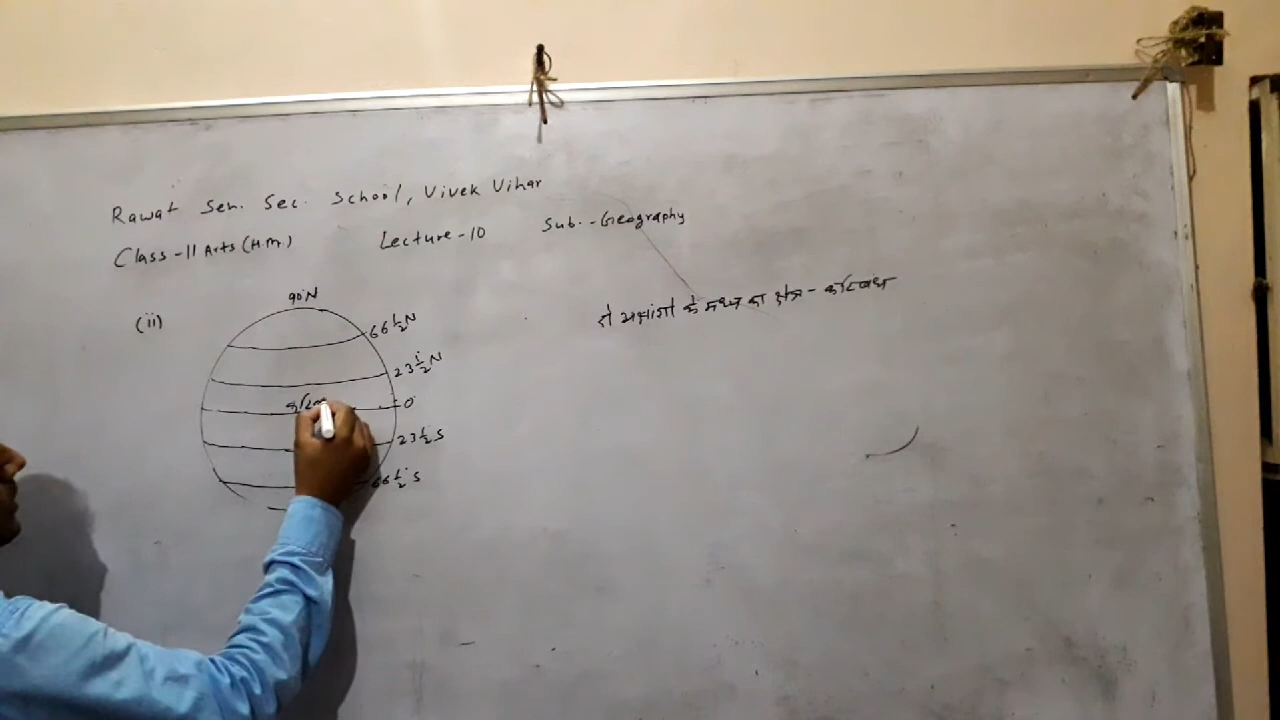 Rawat Sen. Sec. School, Vivek Vihar
Class-11 Arts (H.M.) Lecture-10 Sub.-Geography
(ii)
90°N
66½°N
23½°N
0°
23½°S
66½°S
दो अक्षांशों के मध्य का क्षेत्र - कटिबंध